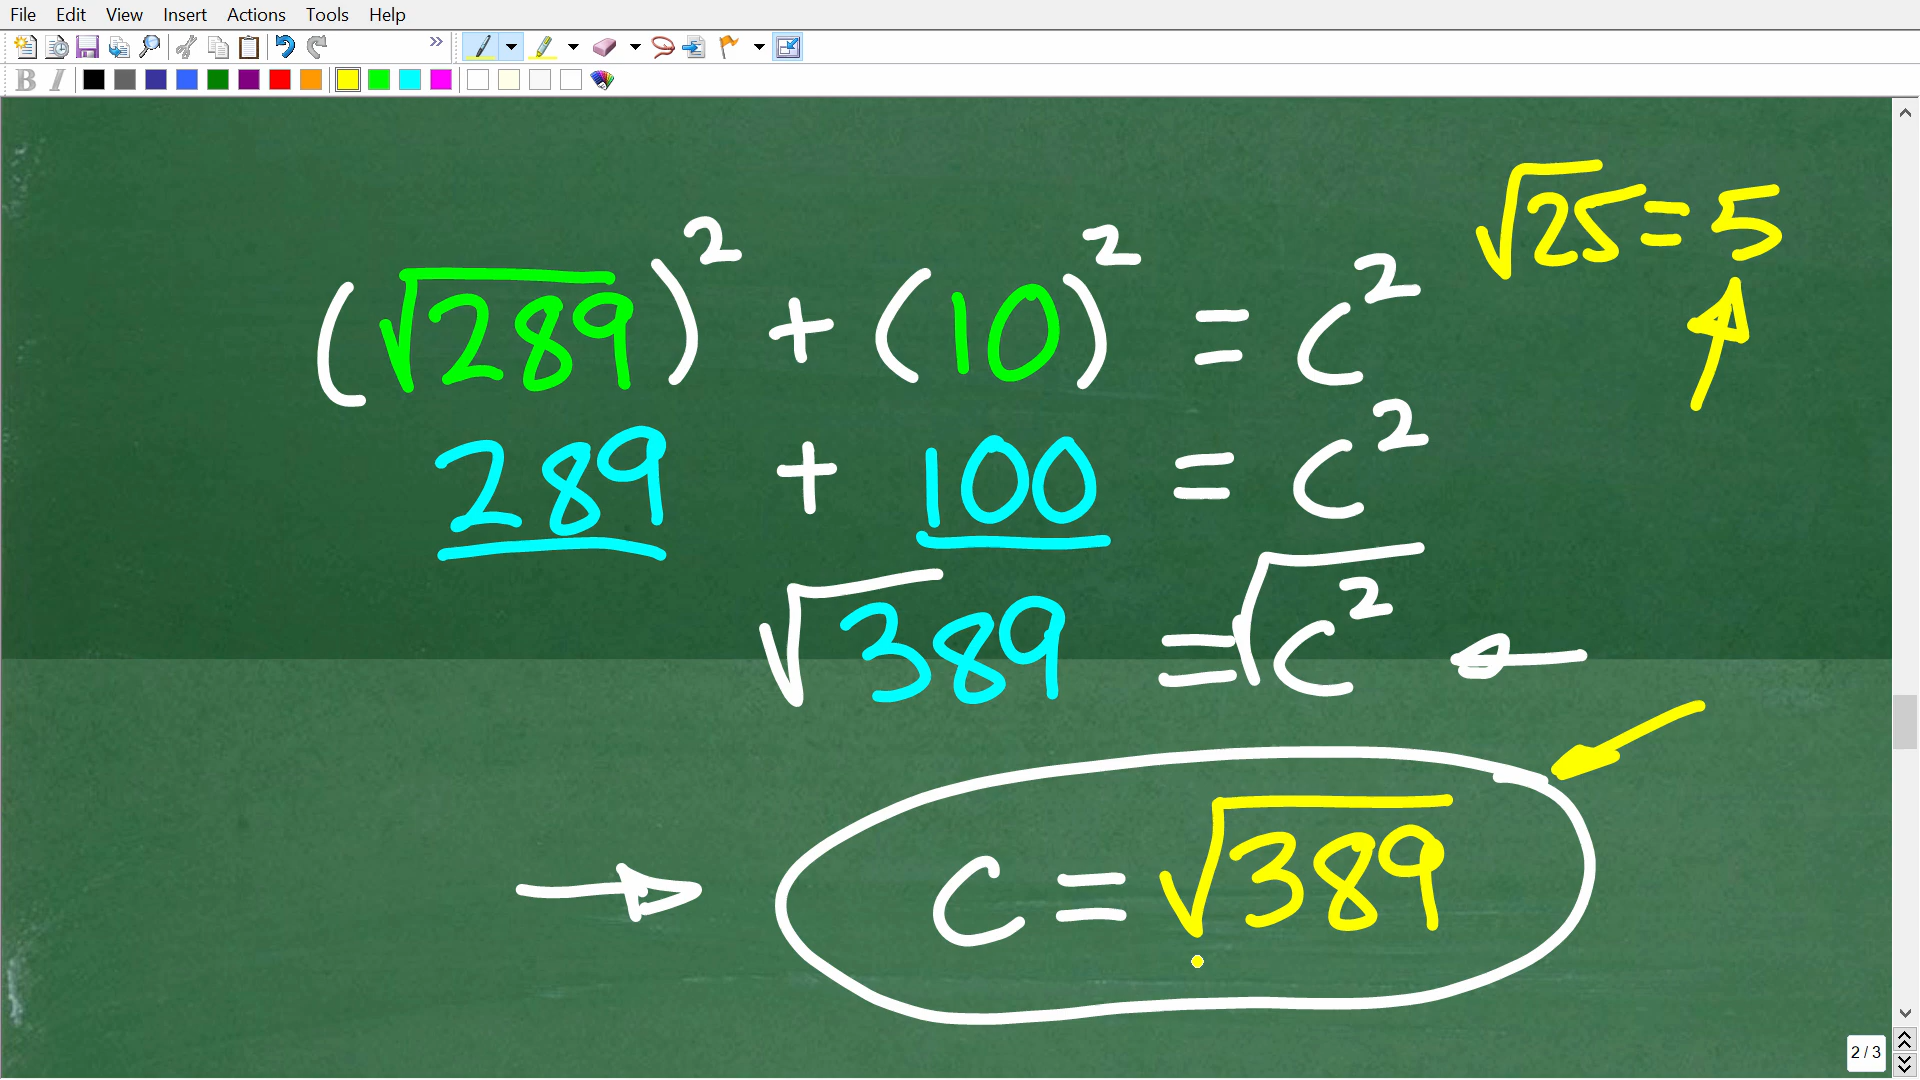 File Edit View Insert Actions Tools Help
B I
√25 = 5
(√289)² + (10)² = c²
289 + 100 = c²
√389 = √c²
c = √389
2 / 3